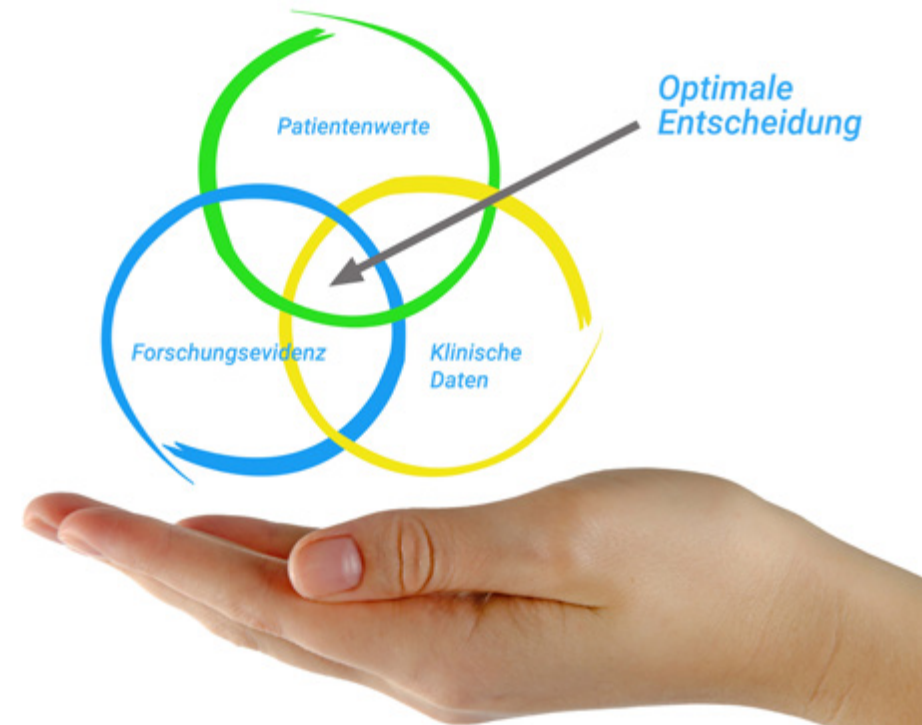 Optimale
Entscheidung
Patientenwerte
Forschungsevidenz
Klinische
Daten